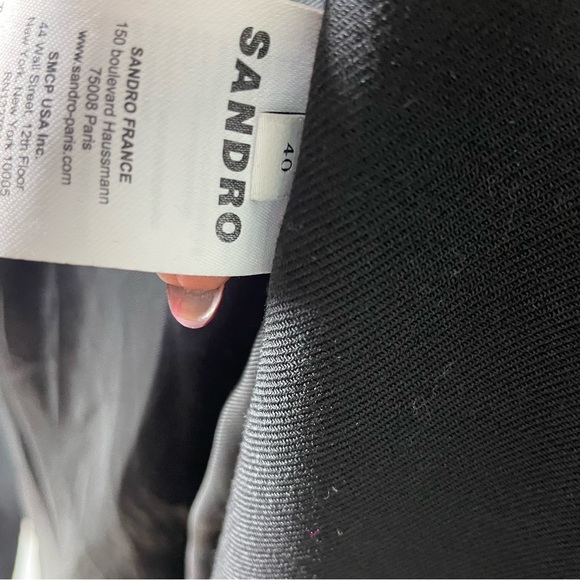 SANDRO
40
SANDRO FRANCE
150 boulevard Haussmann
75008 Paris
www.sandro-paris.com
SMCP USA Inc.
44 Wall Street, 12th Floor
New York, New York 10005